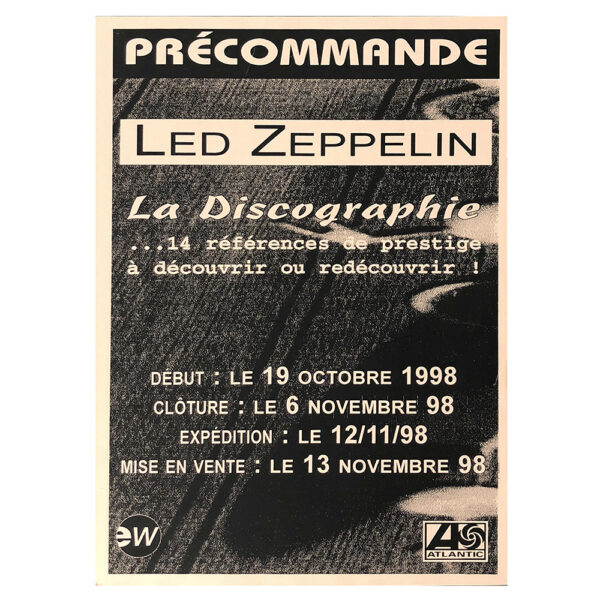 PRÉCOMMANDE
LED ZEPPELIN
La Discographie
...14 références de prestige
à découvrir ou redécouvrir !
DÉBUT : LE 19 OCTOBRE 1998
CLÔTURE : LE 6 NOVEMBRE 98
EXPÉDITION : LE 12/11/98
MISE EN VENTE : LE 13 NOVEMBRE 98
ew
ATLANTIC